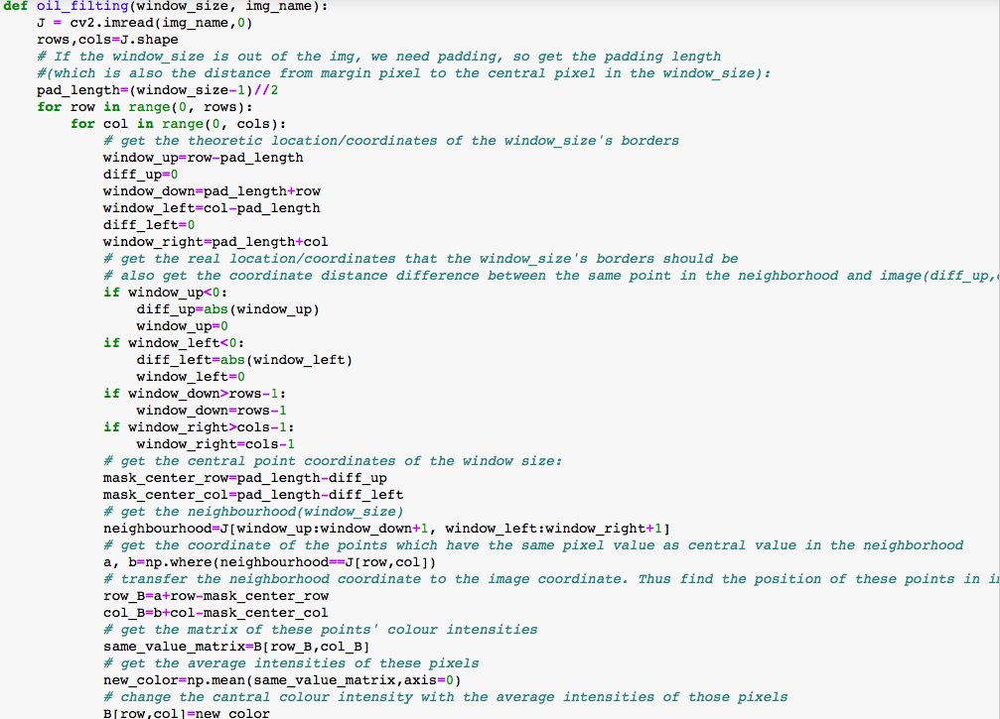 def oil_filting(window_size, img_name):
    J = cv2.imread(img_name,0)
    rows,cols=J.shape
    # If the window_size is out of the img, we need padding, so get the padding length
    #(which is also the distance from margin pixel to the central pixel in the window_size):
    pad_length=(window_size-1)//2
    for row in range(0, rows):
        for col in range(0, cols):
            # get the theoretic location/coordinates of the window_size's borders
            window_up=row-pad_length
            diff_up=0
            window_down=pad_length+row
            window_left=col-pad_length
            diff_left=0
            window_right=pad_length+col
            # get the real location/coordinates that the window_size's borders should be
            # also get the coordinate distance difference between the same point in the neighborhood and image(diff_up,
            if window_up<0:
                diff_up=abs(window_up)
                window_up=0
            if window_left<0:
                diff_left=abs(window_left)
                window_left=0
            if window_down>rows-1:
                window_down=rows-1
            if window_right>cols-1:
                window_right=cols-1
            # get the central point coordinates of the window size:
            mask_center_row=pad_length-diff_up
            mask_center_col=pad_length-diff_left
            # get the neighbourhood(window_size)
            neighbourhood=J[window_up:window_down+1, window_left:window_right+1]
            # get the coordinate of the points which have the same pixel value as central value in the neighborhood
            a, b=np.where(neighbourhood==J[row,col])
            # transfer the neighborhood coordinate to the image coordinate. Thus find the position of these points in
            row_B=a+row-mask_center_row
            col_B=b+col-mask_center_col
            # get the matrix of these points' colour intensities
            same_value_matrix=B[row_B,col_B]
            # get the average intensities of these pixels
            new_color=np.mean(same_value_matrix,axis=0)
            # change the cantral colour intensity with the average intensities of those pixels
            B[row,col]=new_color